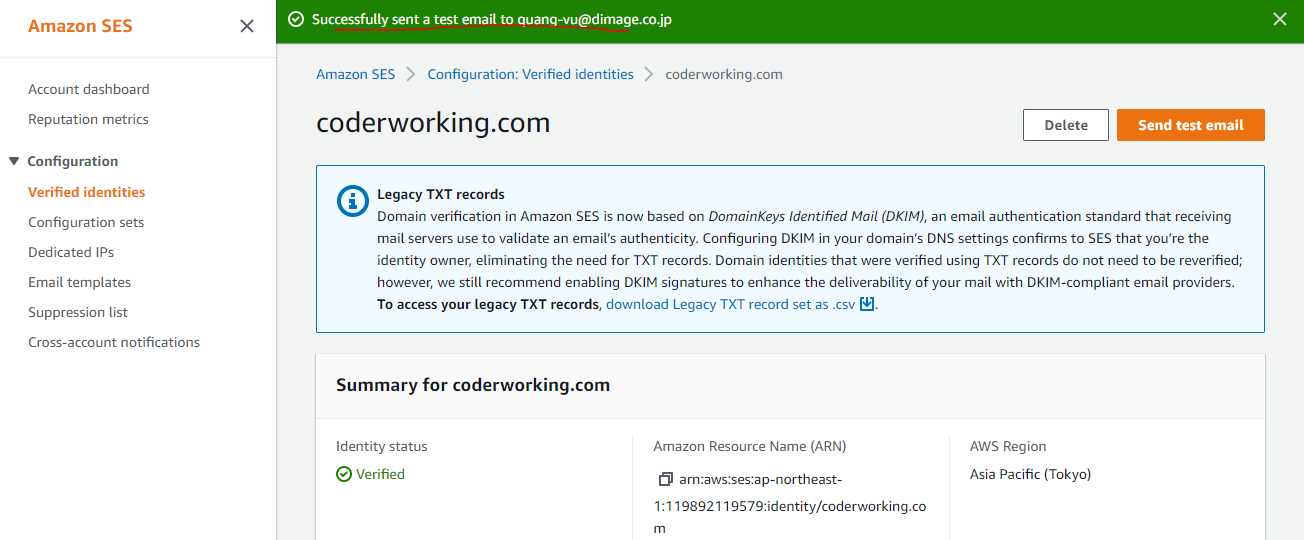 Amazon SES
Successfully sent a test email to quang-vu@dimage.co.jp
Account dashboard
Reputation metrics
Configuration
Verified identities
Configuration sets
Dedicated IPs
Email templates
Suppression list
Cross-account notifications
Amazon SES > Configuration: Verified identities > coderworking.com
coderworking.com
Delete
Send test email
Legacy TXT records
Domain verification in Amazon SES is now based on DomainKeys Identified Mail (DKIM), an email authentication standard that receiving
mail servers use to validate an email's authenticity. Configuring DKIM in your domain's DNS settings confirms to SES that you're the
identity owner, eliminating the need for TXT records. Domain identities that were verified using TXT records do not need to be reverified;
however, we still recommend enabling DKIM signatures to enhance the deliverability of your mail with DKIM-compliant email providers.
To access your legacy TXT records, download Legacy TXT record set as .csv .
Summary for coderworking.com
Identity status
Verified
Amazon Resource Name (ARN)
arn:aws:ses:ap-northeast-
1:119892119579:identity/coderworking.co
m
AWS Region
Asia Pacific (Tokyo)